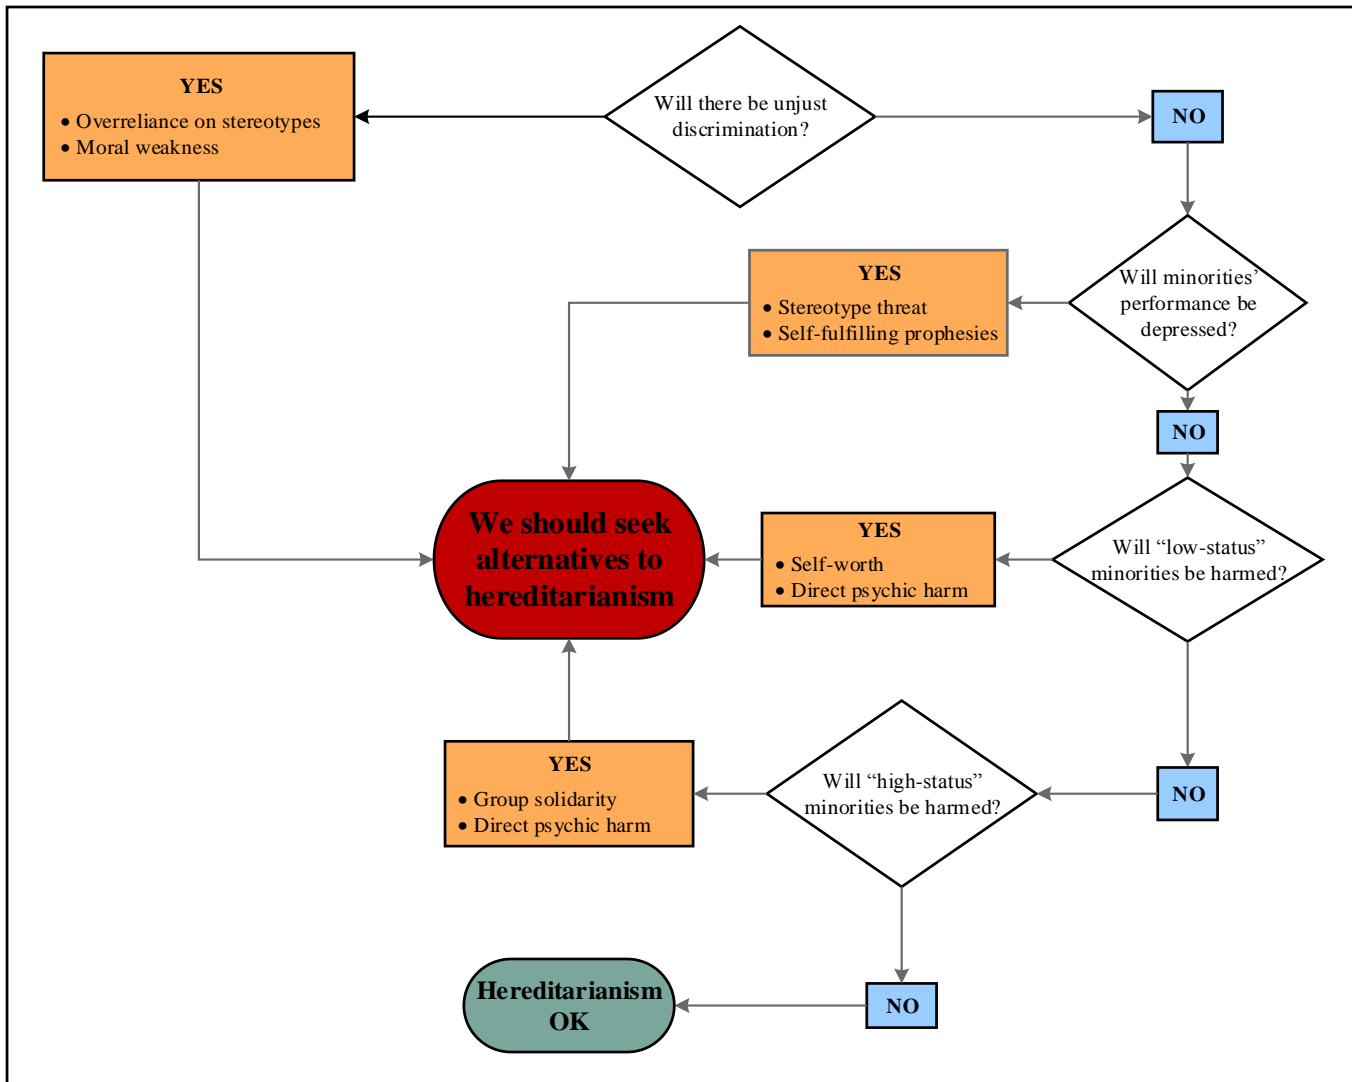 Will there be unjust
discrimination?
YES
• Overreliance on stereotypes
• Moral weakness
NO
Will minorities’
performance be
depressed?
YES
• Stereotype threat
• Self-fulfilling prophesies
NO
Will “low-status”
minorities be harmed?
YES
• Self-worth
• Direct psychic harm
We should seek
alternatives to
hereditarianism
NO
Will “high-status”
minorities be harmed?
YES
• Group solidarity
• Direct psychic harm
NO
Hereditarianism
OK